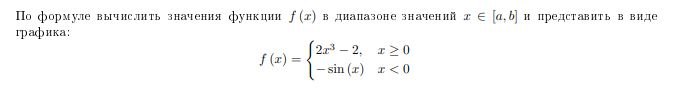 По формуле вычислить значения функции f (x) в диапазоне значений x ∈ [a, b] и представить в виде
графика:
f (x) = { 2x³ − 2, x ≥ 0
− sin (x) x < 0